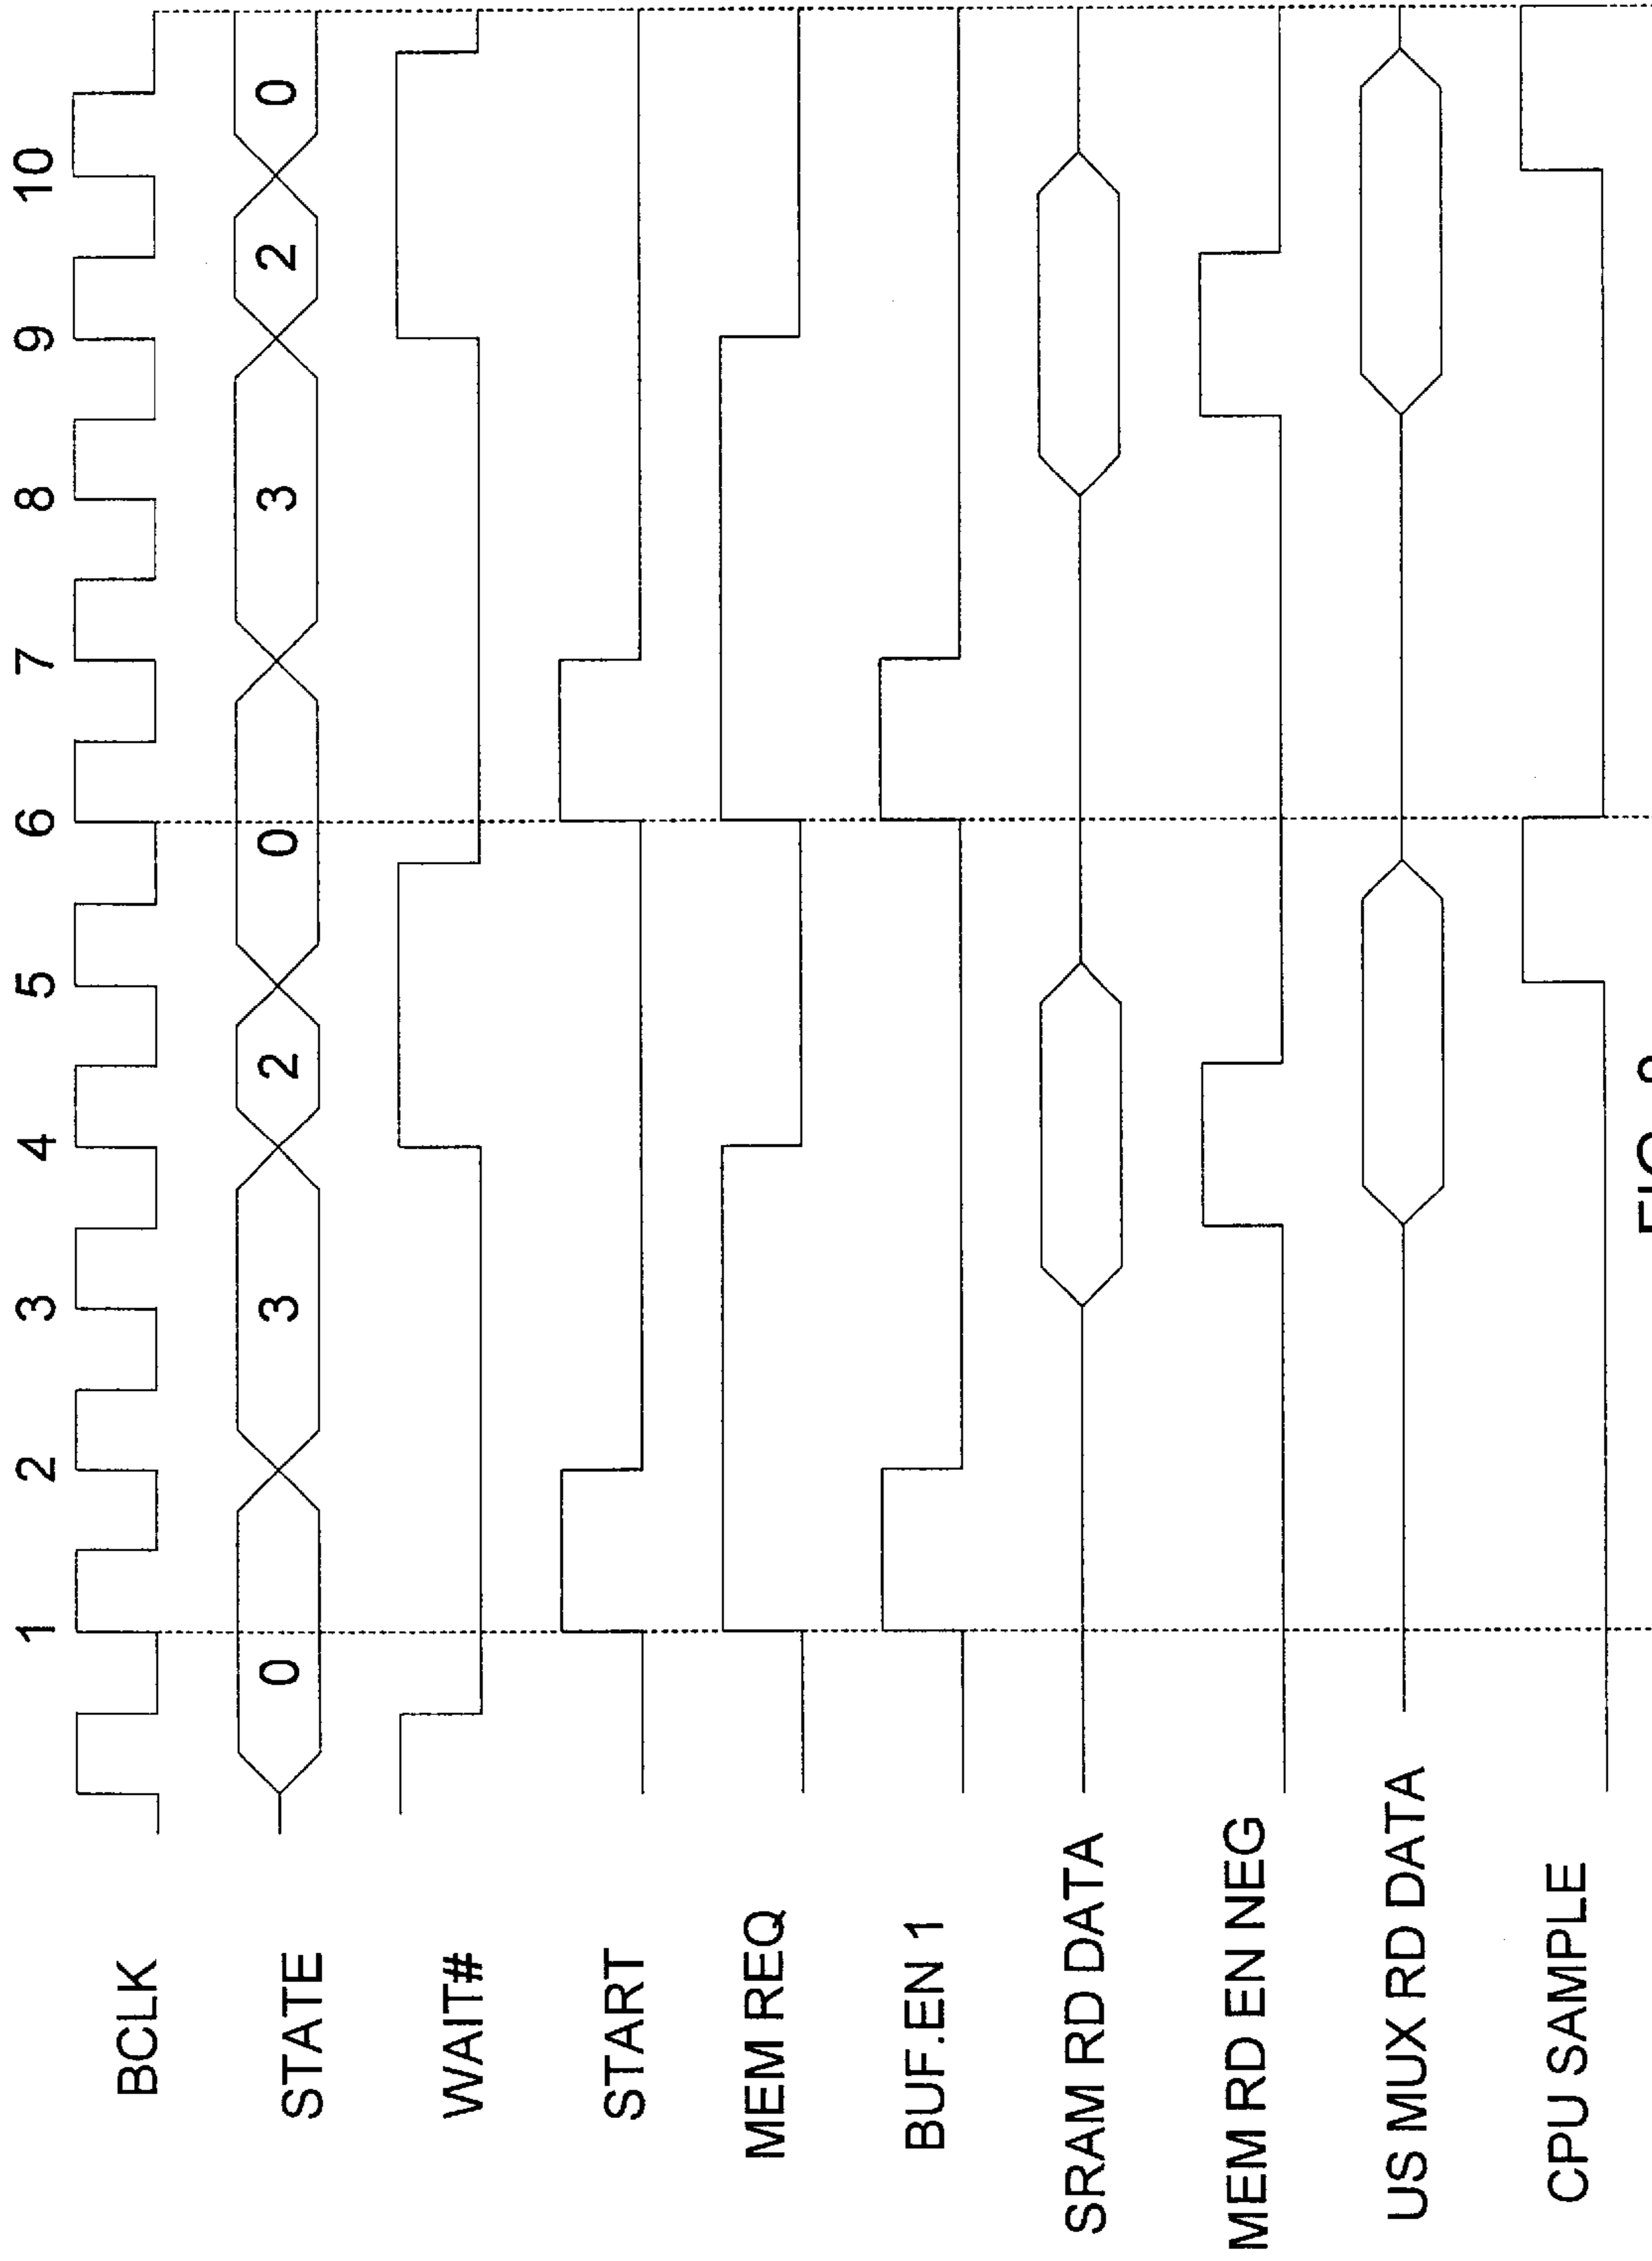 1 2 3 4 5 6 7 8 9 10
BCLK
STATE 0 3 2 0 3 2 0
WAIT#
START
MEM REQ
BUF.EN 1
SRAM RD DATA
MEM RD EN NEG
US MUX RD DATA
CPU SAMPLE